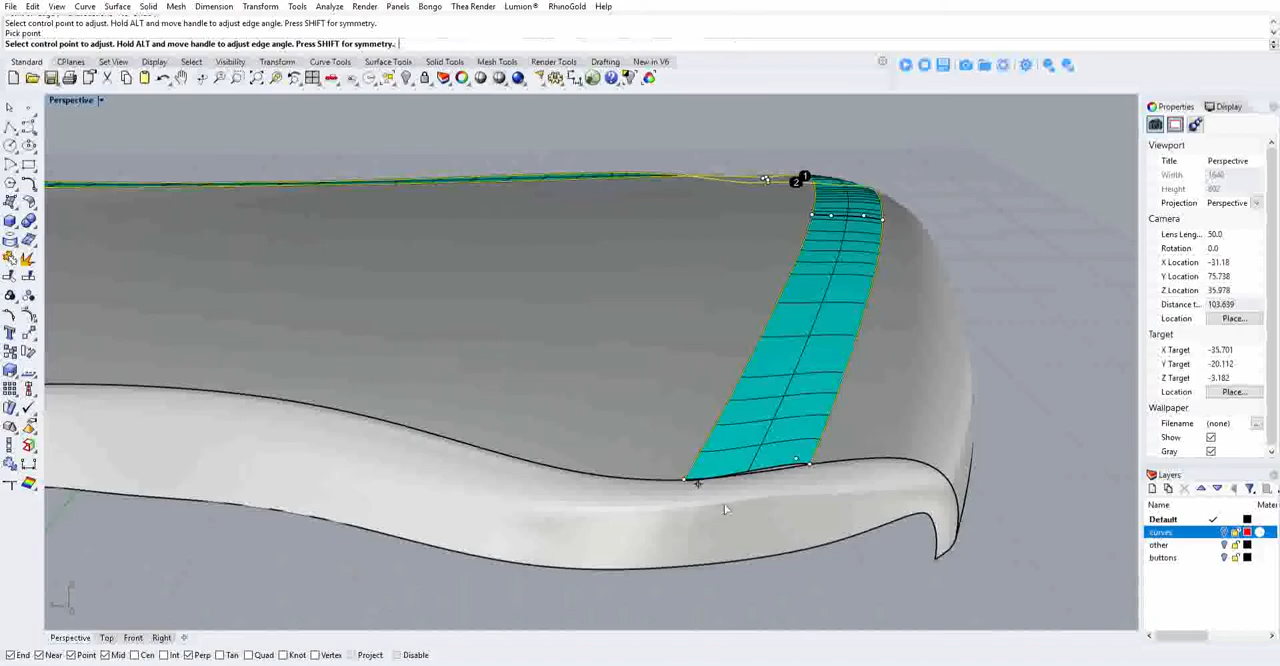 File Edit View Curve Surface Solid Mesh Dimension Transform Tools Analyze Render Panels Bongo Thea Render Lumion® RhinoGold Help
Select control point to adjust. Hold ALT and move handle to adjust edge angle. Press SHIFT for symmetry.
Pick point
Select control point to adjust. Hold ALT and move handle to adjust edge angle. Press SHIFT for symmetry.
Standard CPlanes Set View Display Select Visibility Transform Curve Tools Surface Tools Solid Tools Mesh Tools Render Tools Drafting New in V6
Perspective
Properties Display
Viewport
Title Perspective
Width 1640
Height 802
Projection Perspective
Camera
Lens Leng... 50.0
Rotation 0.0
X Location -31.18
Y Location 75.738
Z Location 35.978
Distance t... 103.639
Location Place...
Target
X Target -35.701
Y Target -20.112
Z Target -3.182
Location Place...
Wallpaper
Filename (none) ...
Show
Gray
1
2
Layers
Name Mater
Default
curves
other
buttons
Perspective Top Front Right
End Near Point Mid Cen Int Perp Tan Quad Knot Vertex Project Disable